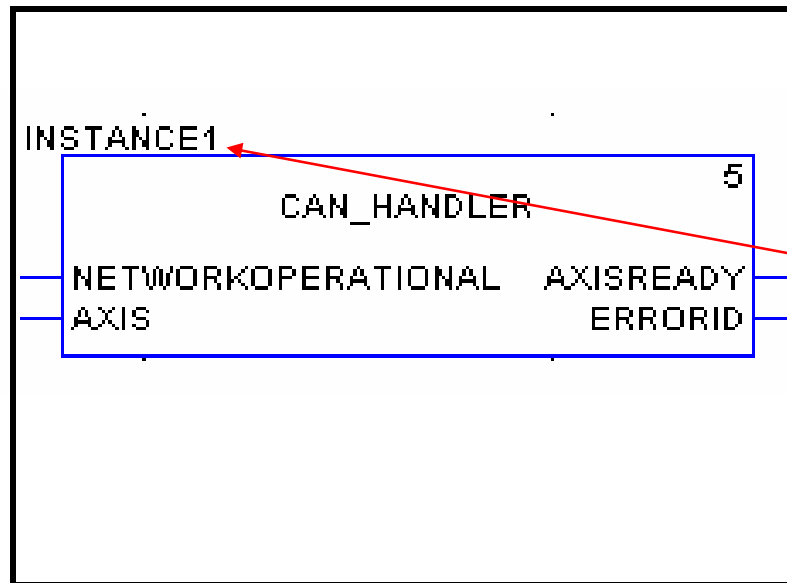 INSTANCE1
5
CAN_HANDLER
NETWORKOPERATIONAL AXISREADY
AXIS ERRORID